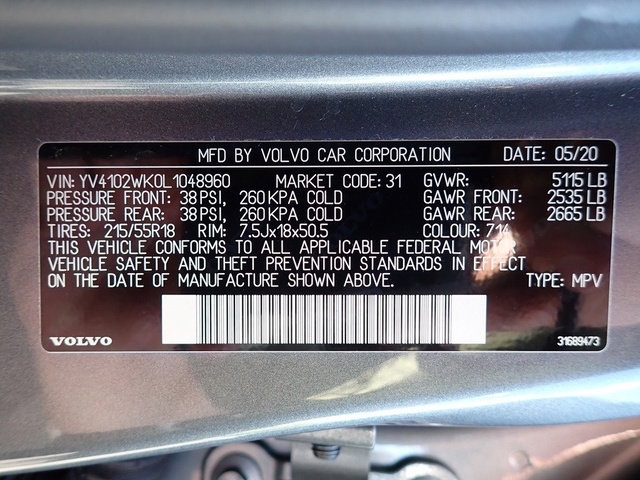 MFD BY VOLVO CAR CORPORATION DATE: 05/20
VIN: YV4102WK0L1048960 MARKET CODE: 31 GVWR: 5115 LB
PRESSURE FRONT: 38 PSI, 260 KPA COLD GAWR FRONT: 2535 LB
PRESSURE REAR: 38 PSI, 260 KPA COLD GAWR REAR: 2665 LB
TIRES: 215/55R18 RIM: 7.5Jx18x50.5 COLOUR: 714
THIS VEHICLE CONFORMS TO ALL APPLICABLE FEDERAL MOTOR
VEHICLE SAFETY AND THEFT PREVENTION STANDARDS IN EFFECT
ON THE DATE OF MANUFACTURE SHOWN ABOVE. TYPE: MPV
VOLVO 31689473